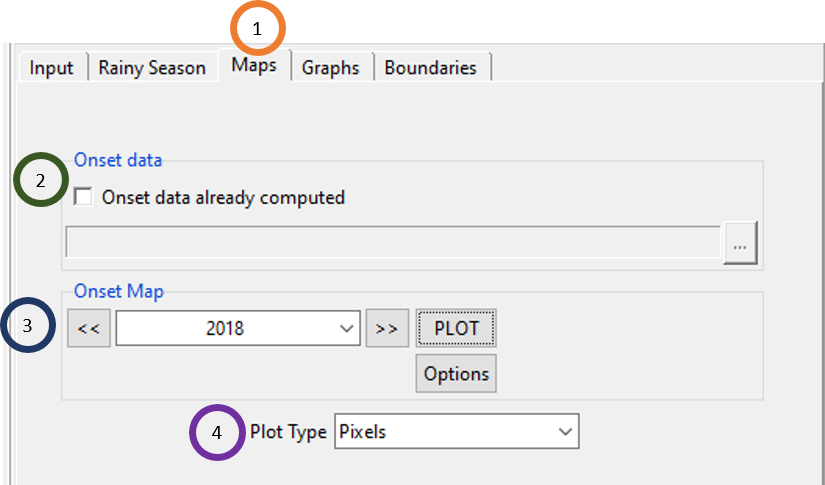 1
Input Rainy Season Maps Graphs Boundaries
Onset data
2
Onset data already computed
...
Onset Map
3
<< 2018 >> PLOT
Options
4 Plot Type Pixels